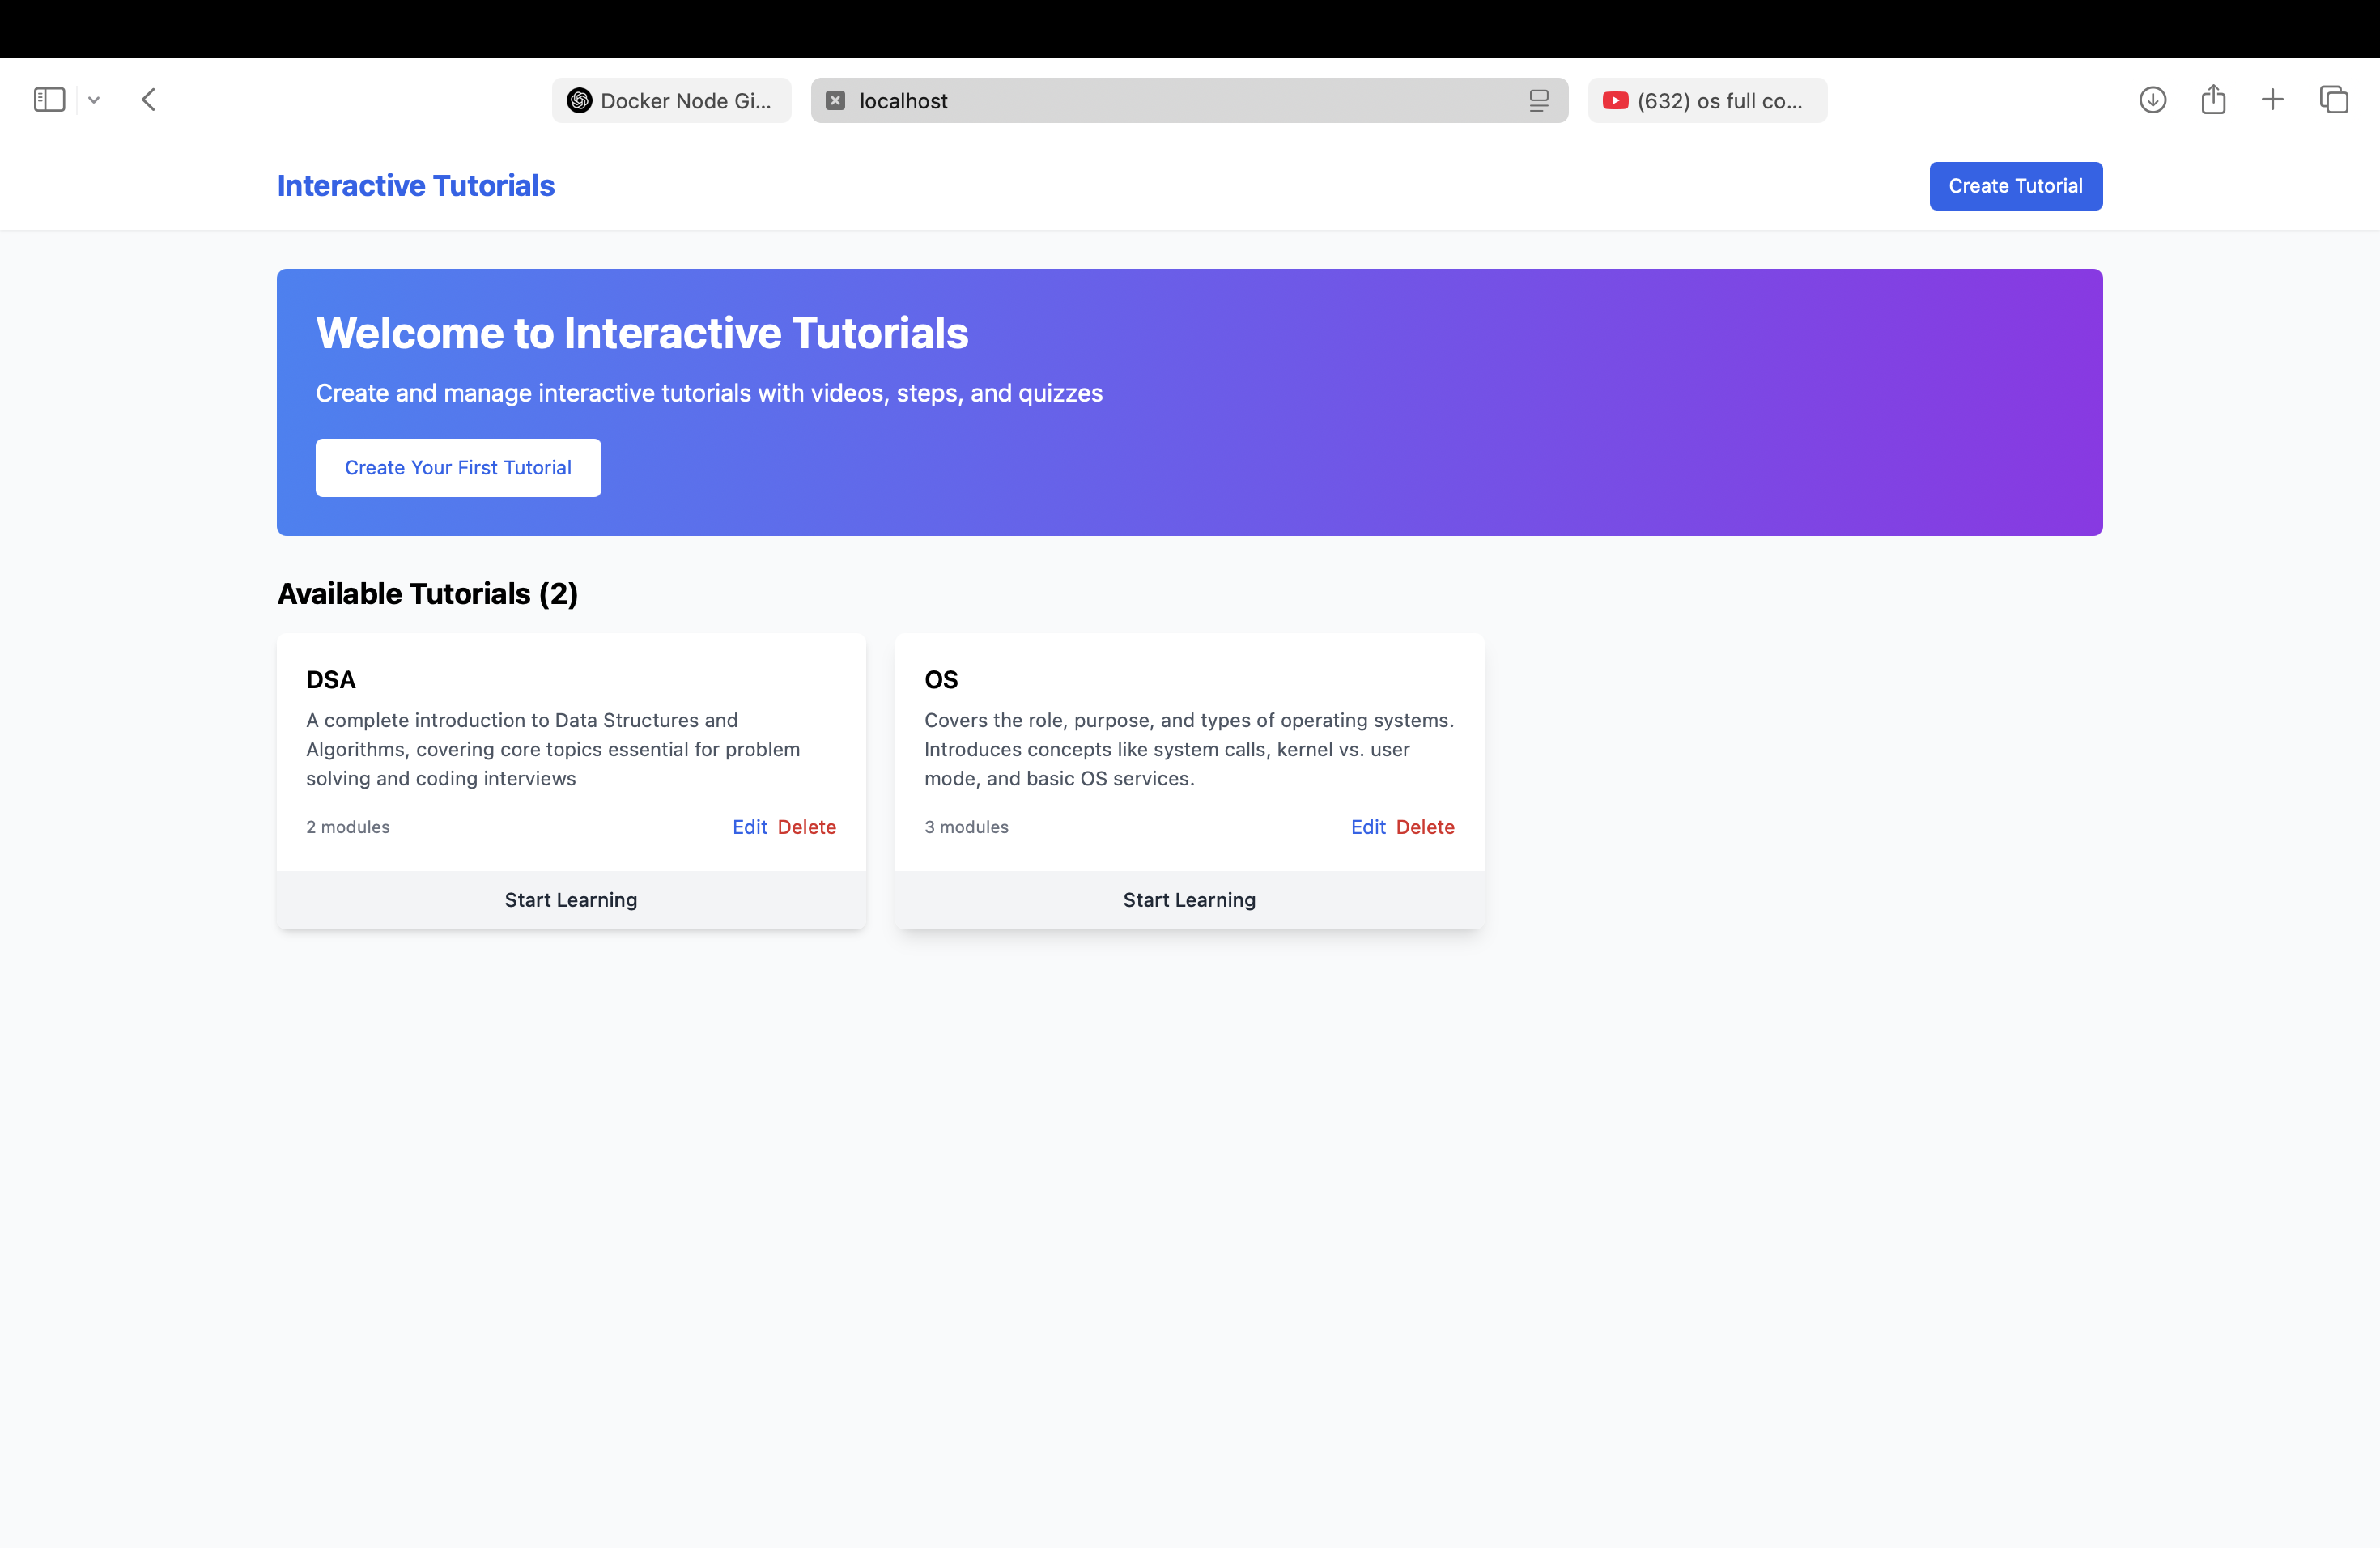 Docker Node Gi...
localhost
(632) os full co...
Interactive Tutorials
Create Tutorial
Welcome to Interactive Tutorials
Create and manage interactive tutorials with videos, steps, and quizzes
Create Your First Tutorial
Available Tutorials (2)
DSA
A complete introduction to Data Structures and
Algorithms, covering core topics essential for problem
solving and coding interviews
2 modules
Edit
Delete
Start Learning
OS
Covers the role, purpose, and types of operating systems.
Introduces concepts like system calls, kernel vs. user
mode, and basic OS services.
3 modules
Edit
Delete
Start Learning